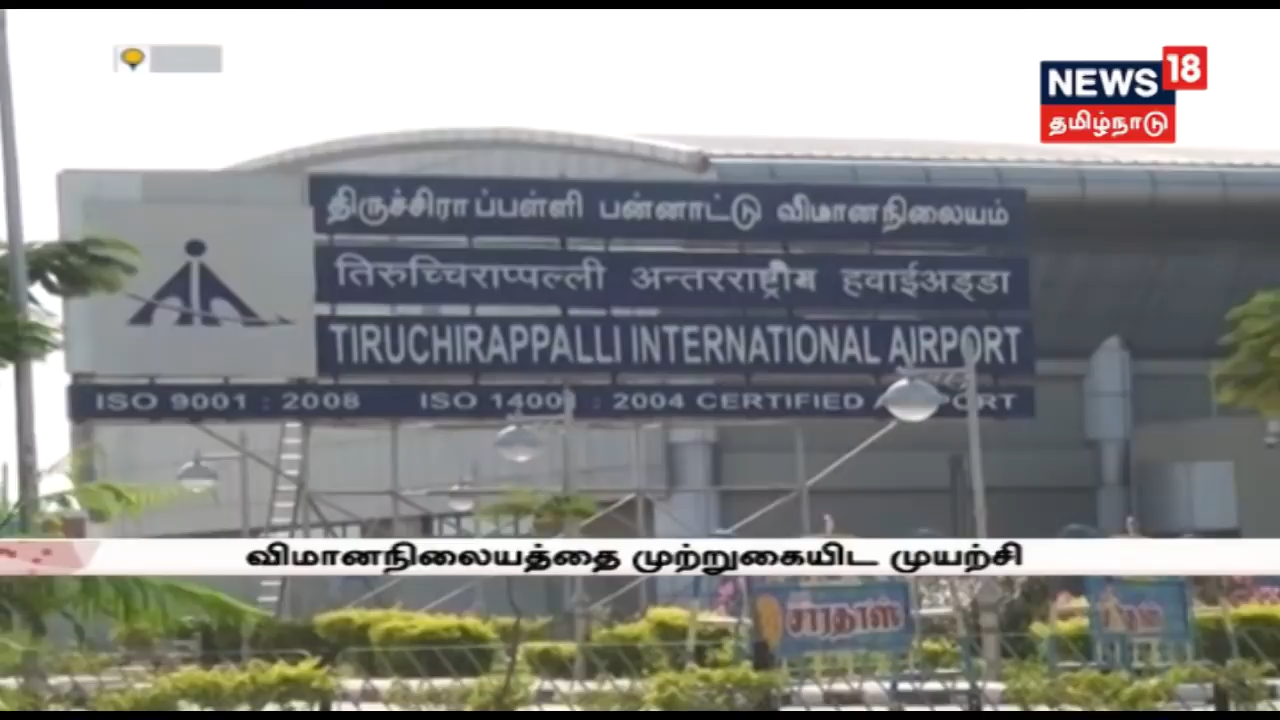 NEWS 18
தமிழ்நாடு
திருச்சிராப்பள்ளி பன்னாட்டு விமானநிலையம்
तिरुच्चिराप्पल्ली अन्तरराष्ट्रीय हवाईअड्डा
TIRUCHIRAPPALLI INTERNATIONAL AIRPORT
ISO 9001 : 2008 ISO 14001 : 2004 CERTIFIED AIRPORT
விமானநிலையத்தை முற்றுகையிட முயற்சி
சாரதாஸ்